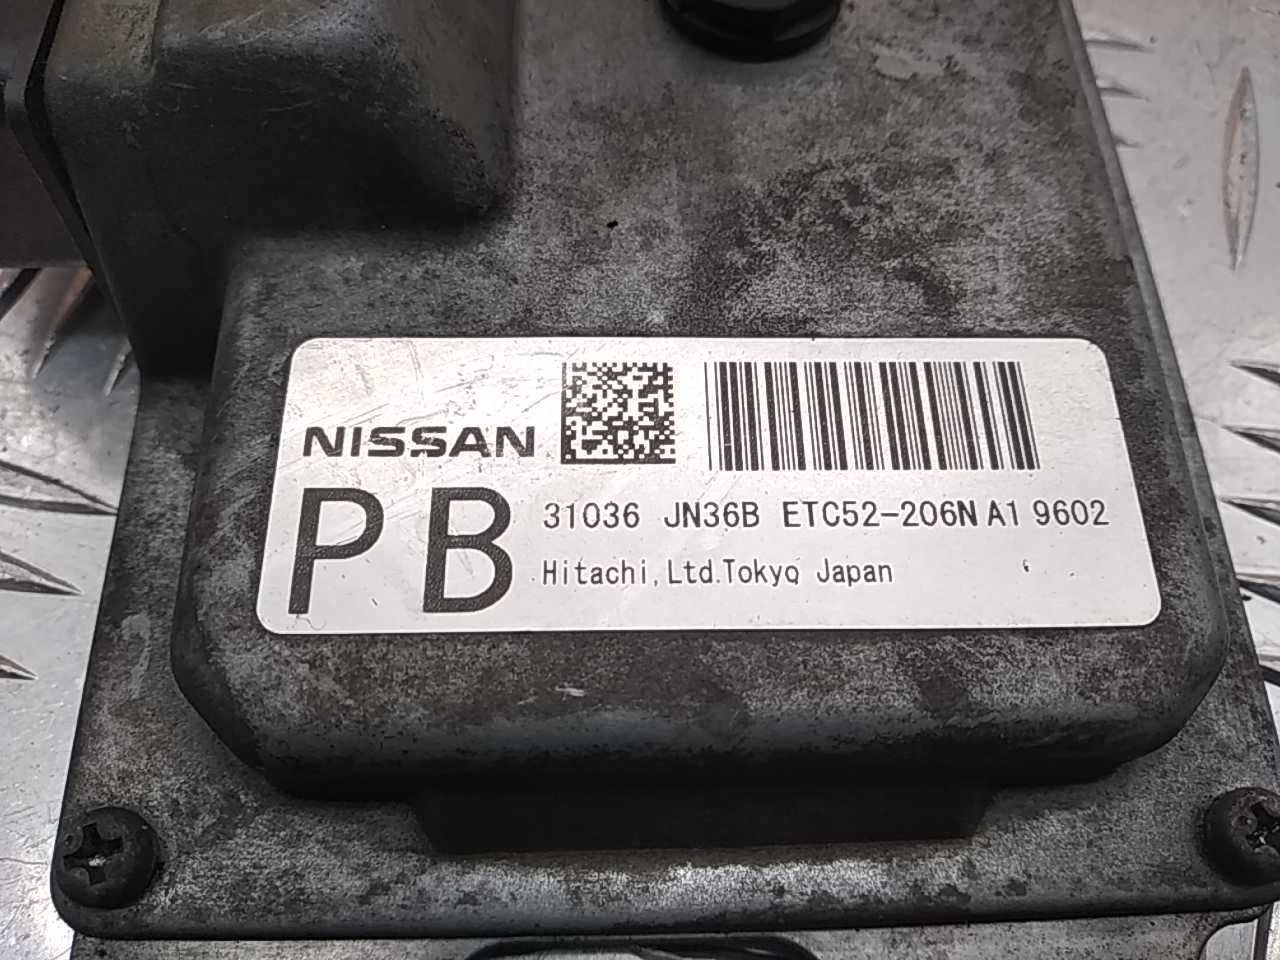 NISSAN
PB 31036 JN36B ETC52-206N A1 9602
Hitachi, Ltd. Tokyo Japan